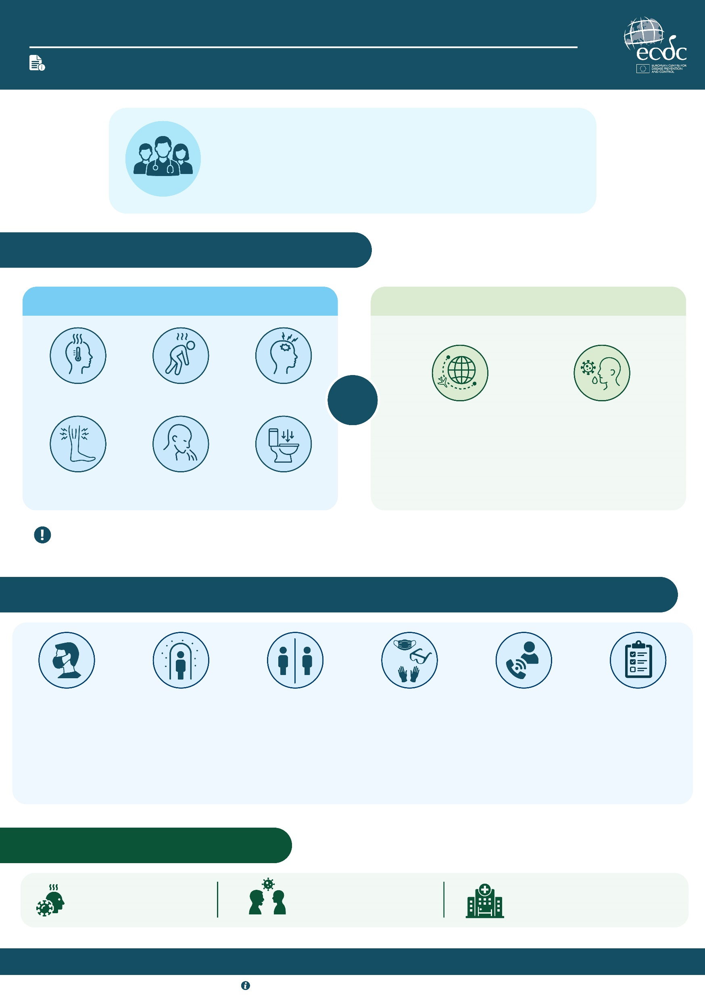 ecdc
EUROPEAN CENTRE FOR
DISEASE PREVENTION
AND CONTROL